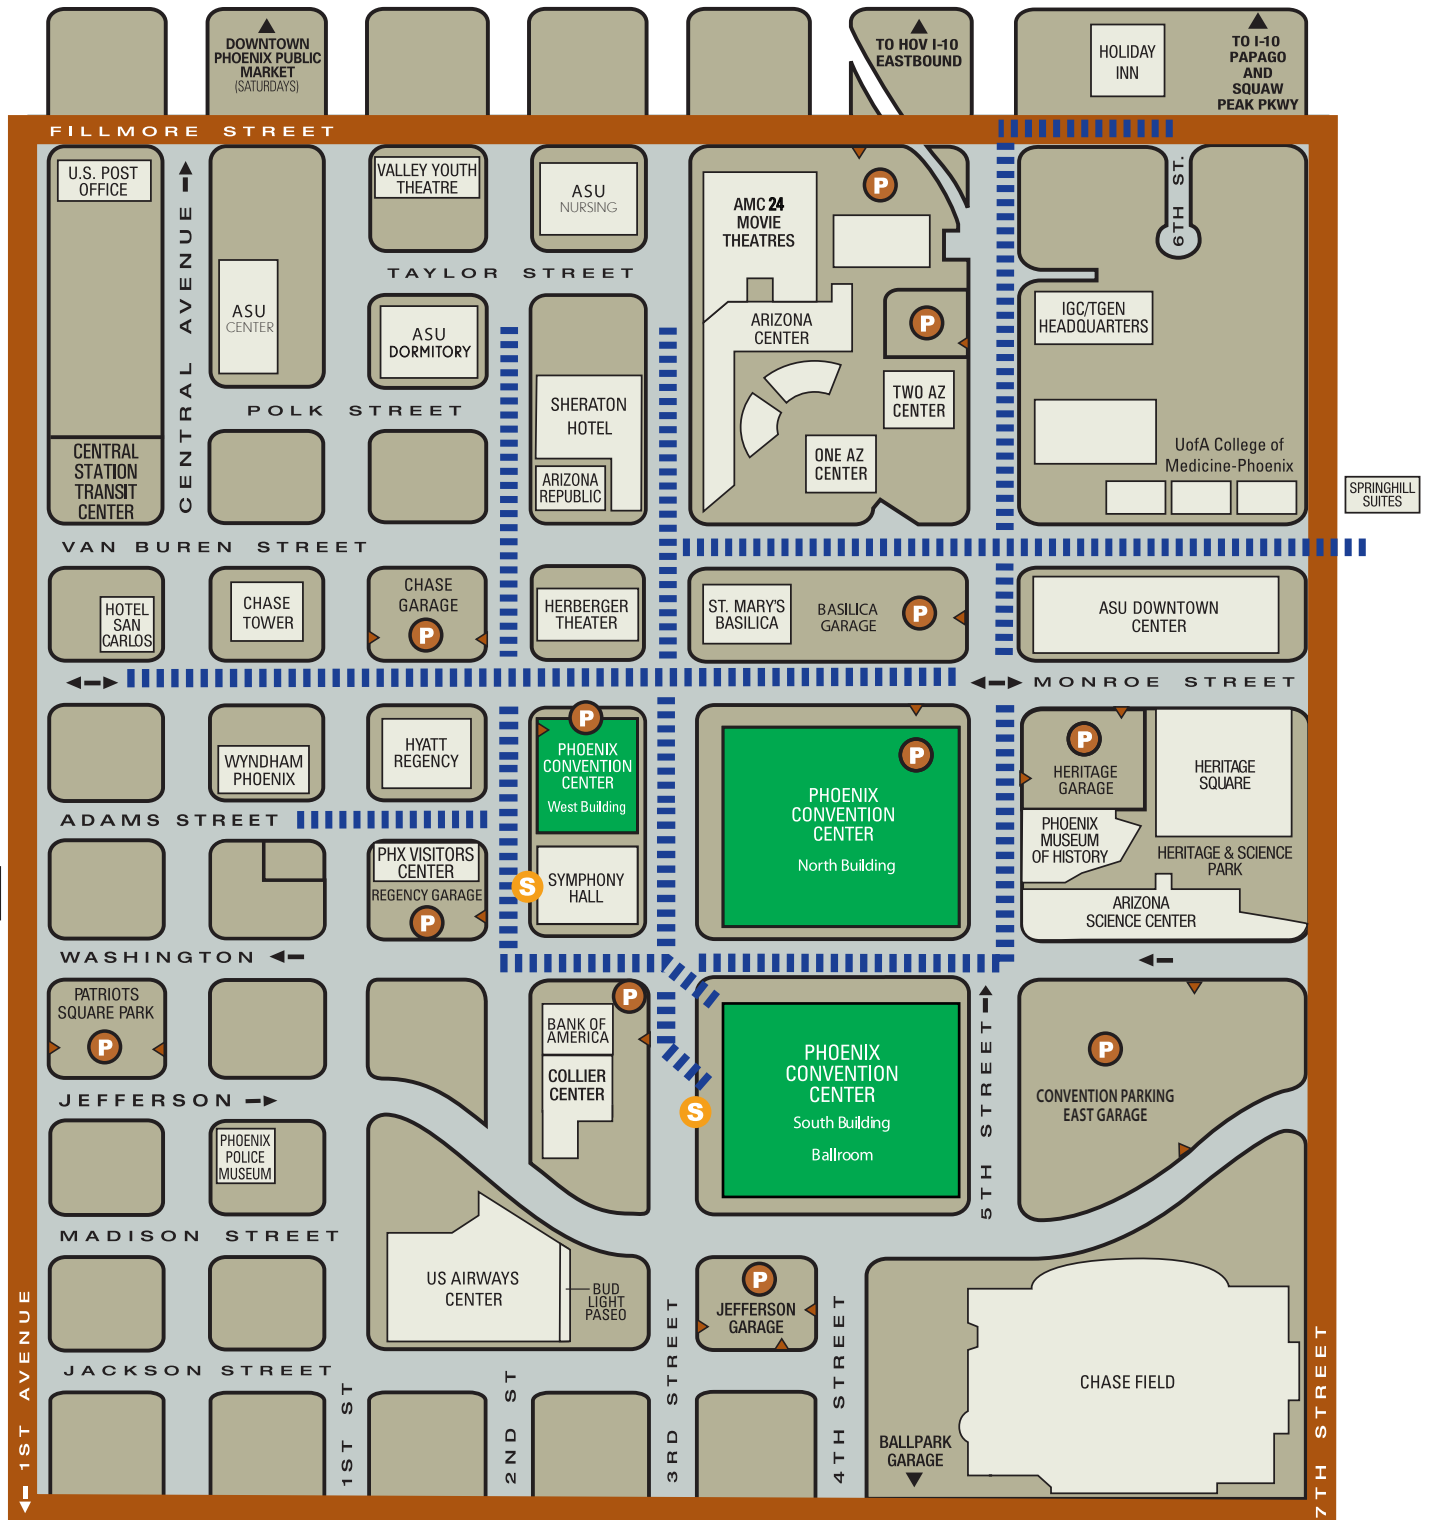 DOWNTOWN
PHOENIX PUBLIC
MARKET
(SATURDAYS)
TO HOV I-10
EASTBOUND
HOLIDAY
INN
TO I-10
PAPAGO
AND
SQUAW
PEAK PKWY
FILLMORE STREET
U.S. POST
OFFICE
CENTRAL AVENUE
VALLEY YOUTH
THEATRE
ASU
NURSING
AMC 24
MOVIE
THEATRES
P
6TH ST.
TAYLOR STREET
ASU
CENTER
ASU
DORMITORY
ARIZONA
CENTER
P
IGC/TGEN
HEADQUARTERS
POLK STREET
SHERATON
HOTEL
TWO AZ
CENTER
CENTRAL
STATION
TRANSIT
CENTER
ARIZONA
REPUBLIC
ONE AZ
CENTER
UofA College of
Medicine-Phoenix
SPRINGHILL
SUITES
VAN BUREN STREET
HOTEL
SAN
CARLOS
CHASE
TOWER
CHASE
GARAGE
P
HERBERGER
THEATER
ST. MARY'S
BASILICA
BASILICA
GARAGE
P
ASU DOWNTOWN
CENTER
MONROE STREET
WYNDHAM
PHOENIX
HYATT
REGENCY
P
PHOENIX
CONVENTION
CENTER
West Building
P
PHOENIX
CONVENTION
CENTER
North Building
P
HERITAGE
GARAGE
HERITAGE
SQUARE
ADAMS STREET
PHX VISITORS
CENTER
REGENCY GARAGE
P
S
SYMPHONY
HALL
PHOENIX
MUSEUM
OF HISTORY
HERITAGE & SCIENCE
PARK
ARIZONA
SCIENCE CENTER
WASHINGTON
PATRIOTS
SQUARE PARK
P
P
BANK OF
AMERICA
COLLIER
CENTER
S
PHOENIX
CONVENTION
CENTER
South Building
Ballroom
5TH STREET
P
CONVENTION PARKING
EAST GARAGE
JEFFERSON
PHOENIX
POLICE
MUSEUM
MADISON STREET
US AIRWAYS
CENTER
BUD
LIGHT
PASEO
P
JEFFERSON
GARAGE
CHASE FIELD
JACKSON STREET
1ST AVENUE
1ST ST
2ND ST
3RD STREET
4TH STREET
BALLPARK
GARAGE
7TH STREET